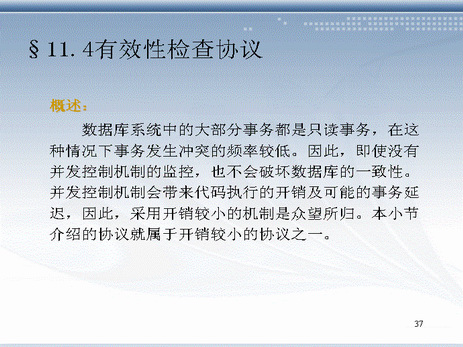 §11.4有效性检查协议
概述：
数据库系统中的大部分事务都是只读事务，在这
种情况下事务发生冲突的频率较低。因此，即使没有
并发控制机制的监控，也不会破坏数据库的一致性。
并发控制机制会带来代码执行的开销及可能的事务延
迟，因此，采用开销较小的机制是众望所归。本小节
介绍的协议就属于开销较小的协议之一。
37